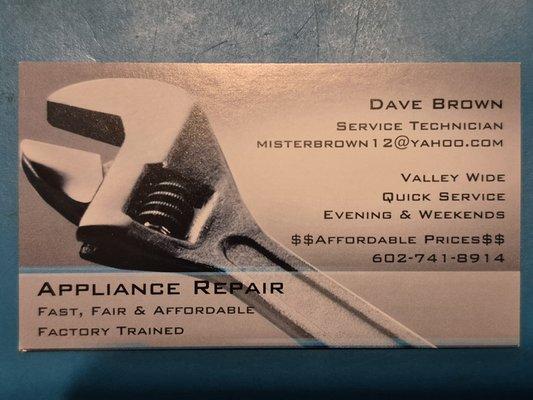 Dave Brown
Service Technician
misterbrown12@yahoo.com
Valley Wide
Quick Service
Evening & Weekends
$$Affordable Prices$$
602-741-8914
Appliance Repair
Fast, Fair & Affordable
Factory Trained